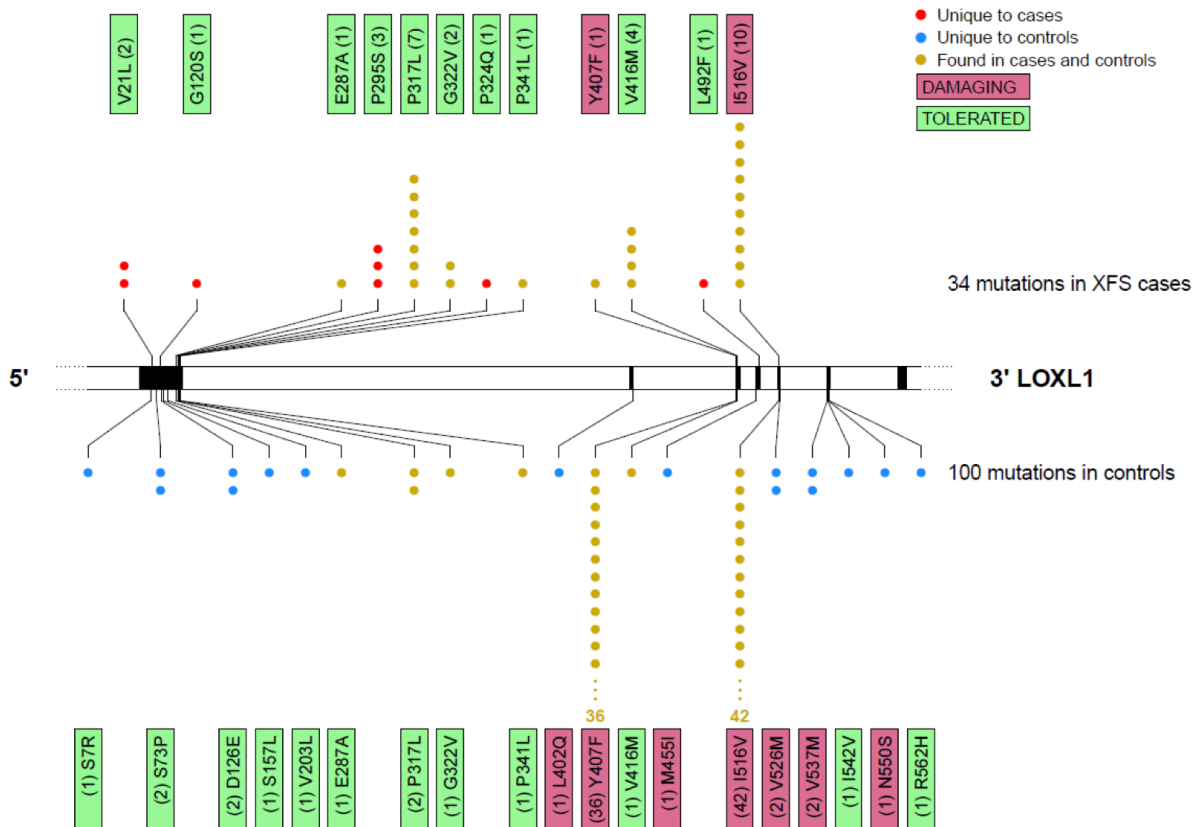 V21L (2)
G120S (1)
E287A (1)
P295S (3)
P317L (7)
G322V (2)
P324Q (1)
P341L (1)
Y407F (1)
V416M (4)
L492F (1)
I516V (10)
Unique to cases
Unique to controls
Found in cases and controls
DAMAGING
TOLERATED
34 mutations in XFS cases
5'
3' LOXL1
100 mutations in controls
36
42
(1) S7R
(2) S73P
(2) D126E
(1) S157L
(1) V203L
(1) E287A
(2) P317L
(1) G322V
(1) P341L
(1) L402Q
(36) Y407F
(1) V416M
(1) M455I
(42) I516V
(2) V526M
(2) V537M
(1) I542V
(1) N550S
(1) R562H